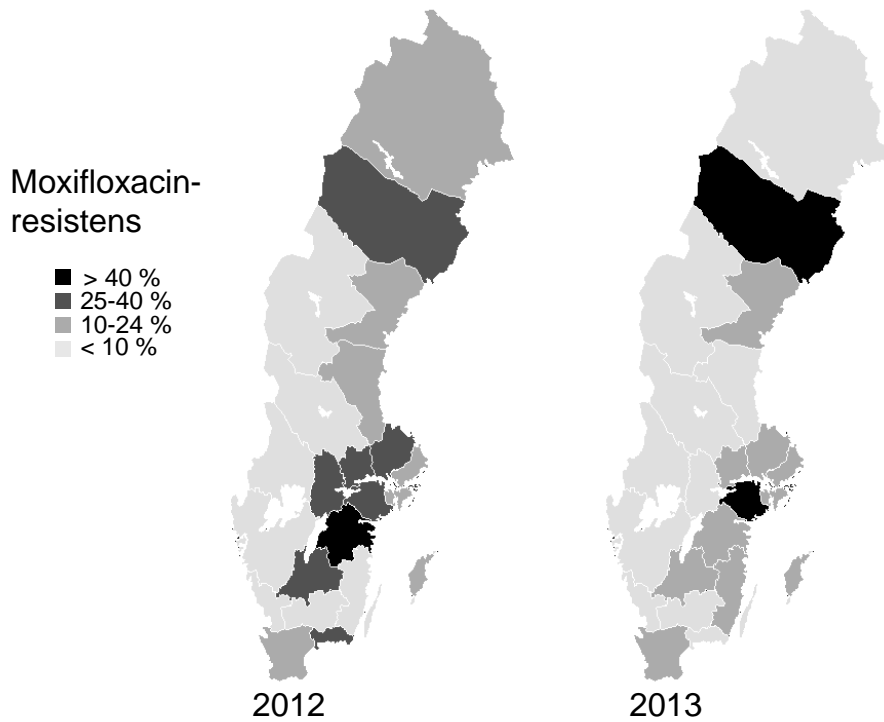 Moxifloxacin-
resistens
> 40 %
25-40 %
10-24 %
< 10 %
2012
2013